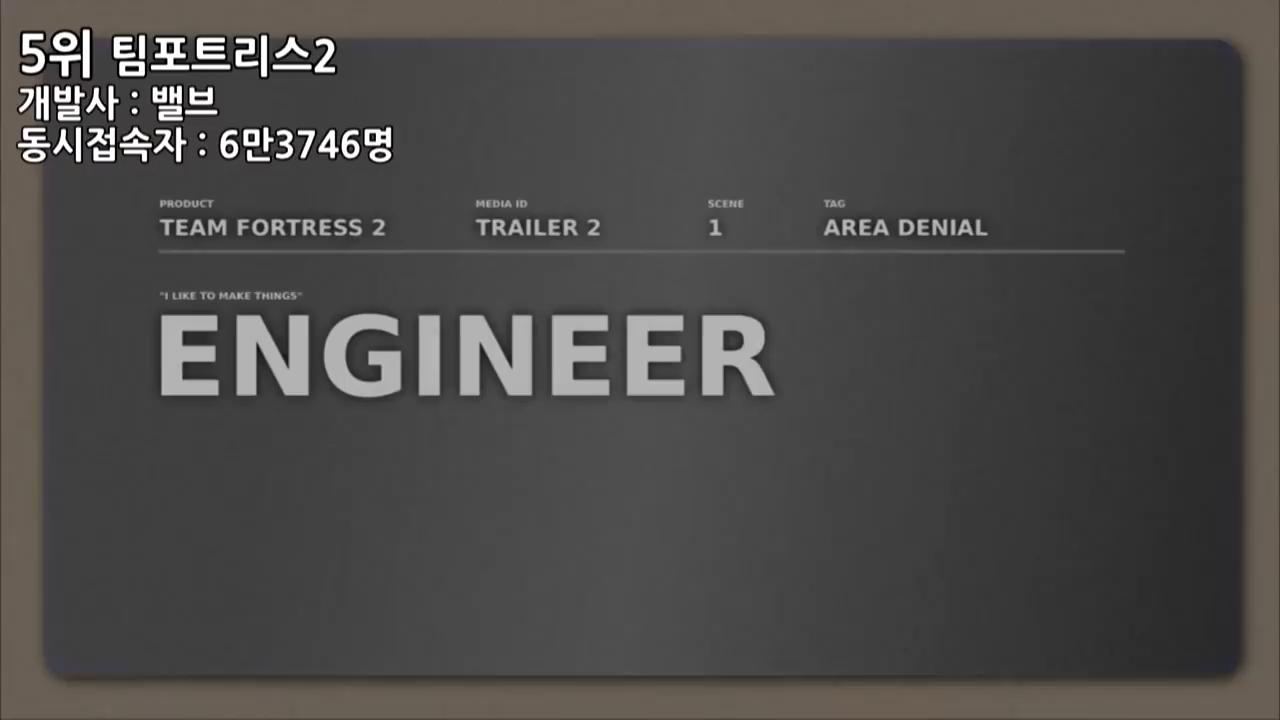 5위 팀포트리스2
개발사 : 밸브
동시접속자 : 6만3746명
PRODUCT MEDIA ID SCENE TAG
TEAM FORTRESS 2 TRAILER 2 1 AREA DENIAL
"I LIKE TO MAKE THINGS"
ENGINEER